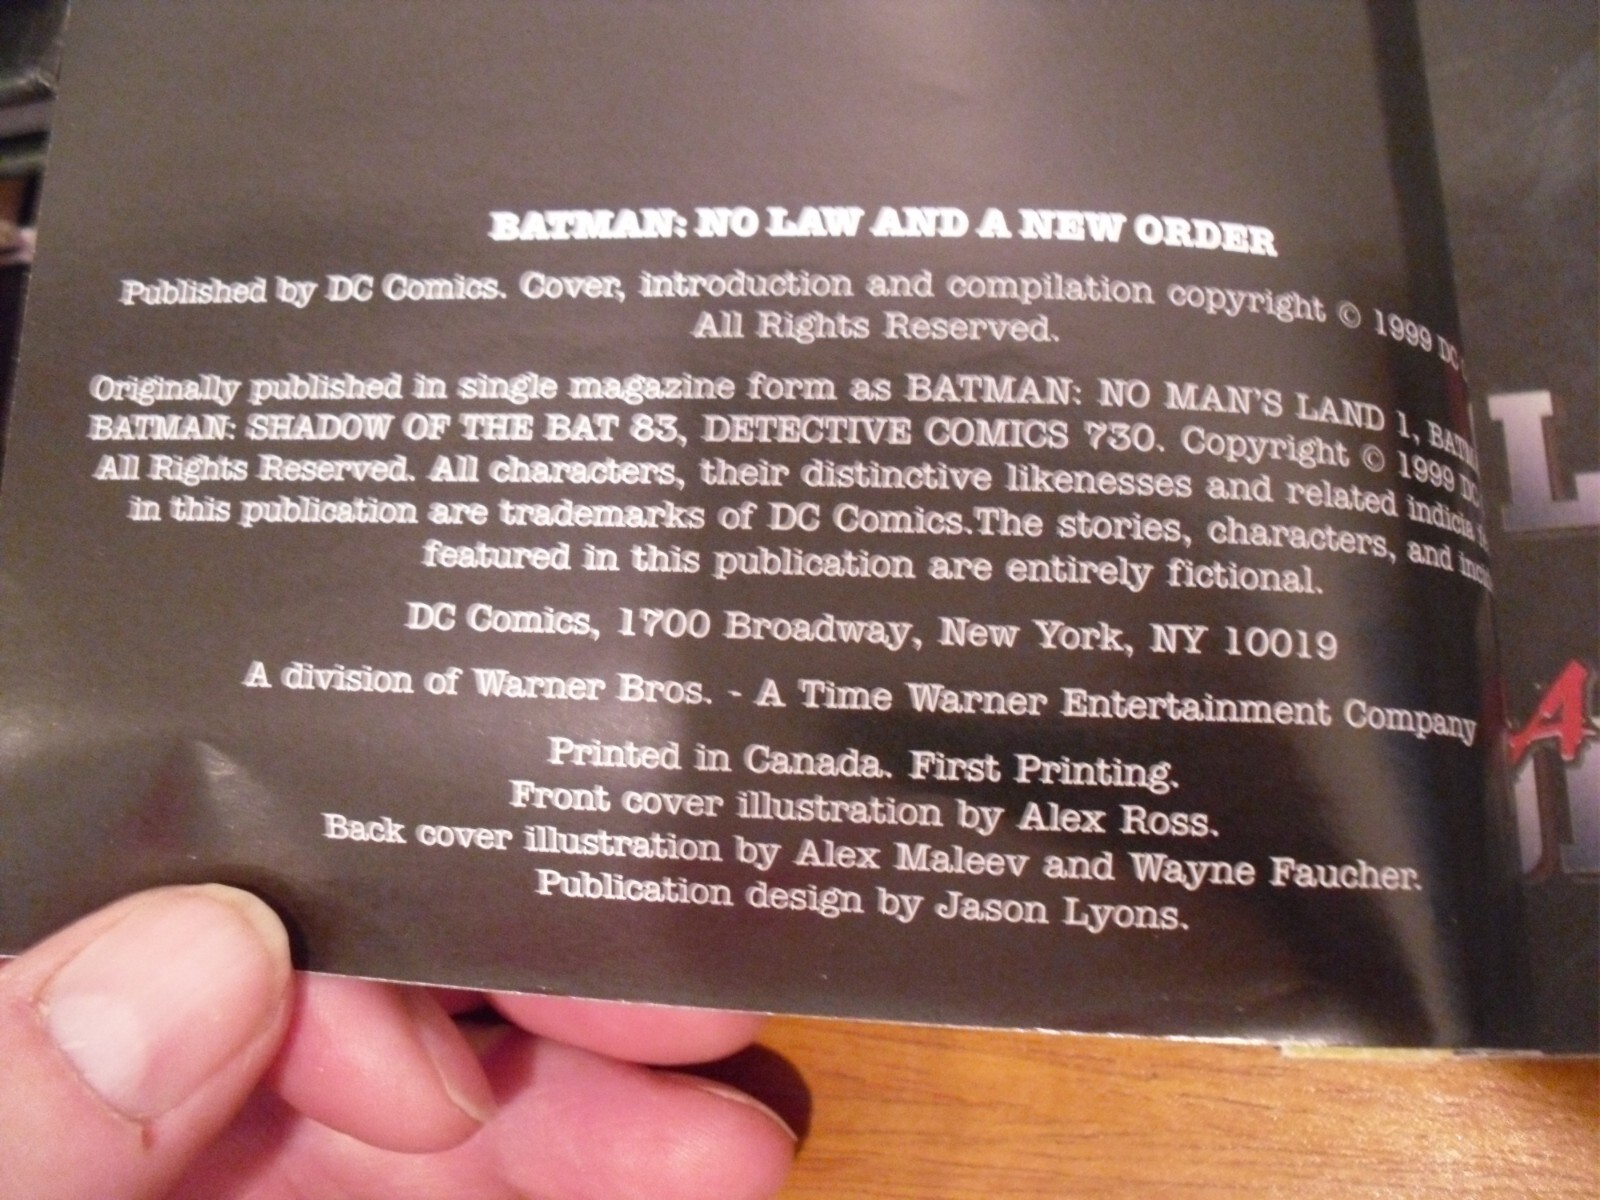 BATMAN: NO LAW AND A NEW ORDER
Published by DC Comics. Cover, introduction and compilation copyright © 1999 DC
All Rights Reserved.
Originally published in single magazine form as BATMAN: NO MAN'S LAND 1,
BATMAN: SHADOW OF THE BAT 83, DETECTIVE COMICS 730. Copyright © 1999 DC
All Rights Reserved. All characters, their distinctive likenesses and related indicia
in this publication are trademarks of DC Comics.The stories, characters, and
featured in this publication are entirely fictional.
DC Comics, 1700 Broadway, New York, NY 10019
A division of Warner Bros. - A Time Warner Entertainment Company
Printed in Canada. First Printing.
Front cover illustration by Alex Ross.
Back cover illustration by Alex Maleev and Wayne Faucher.
Publication design by Jason Lyons.
L
A